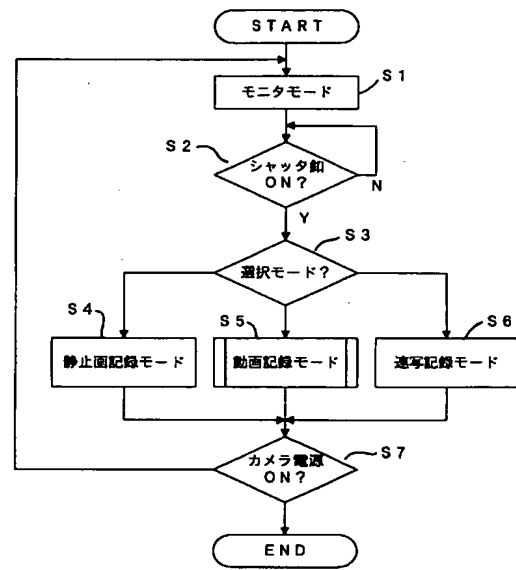 START
S1
モニタモード
S2
シャッタ釦
ON?
N
Y
S3
選択モード?
S4
静止画記録モード
S5
動画記録モード
S6
連写記録モード
S7
カメラ電源
ON?
END